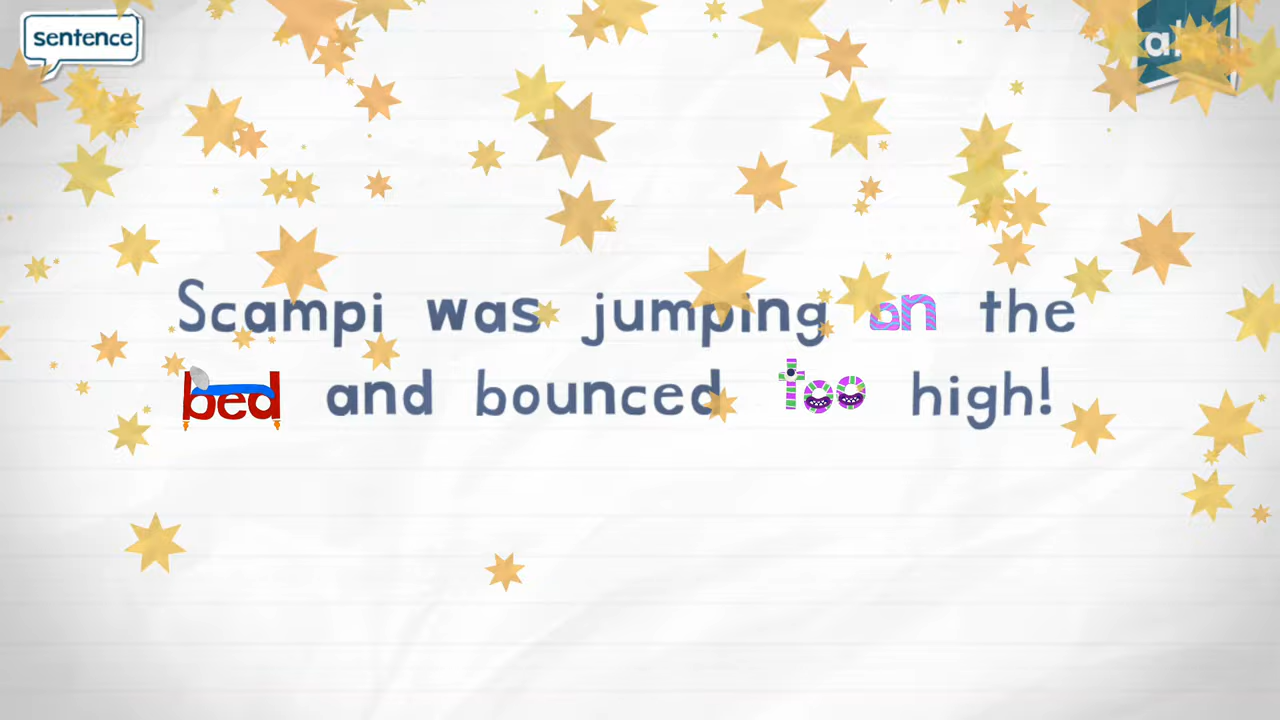 sentence
Scampi was jumping on the
bed and bounced too high!